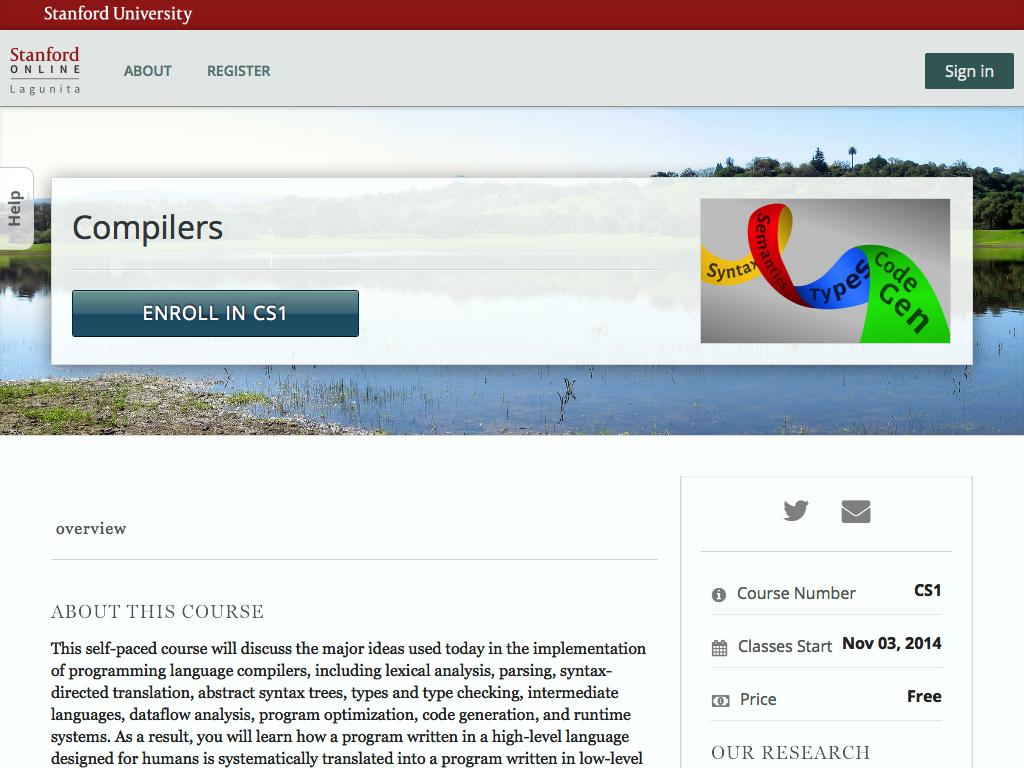 Stanford University
Stanford
ONLINE
Lagunita
ABOUT
REGISTER
Sign in
Help
Compilers
ENROLL IN CS1
Syntax
Semantics
Types
Code
Gen
overview
ABOUT THIS COURSE
This self-paced course will discuss the major ideas used today in the implementation
of programming language compilers, including lexical analysis, parsing, syntax-
directed translation, abstract syntax trees, types and type checking, intermediate
languages, dataflow analysis, program optimization, code generation, and runtime
systems. As a result, you will learn how a program written in a high-level language
designed for humans is systematically translated into a program written in low-level
Course Number CS1
Classes Start Nov 03, 2014
Price Free
OUR RESEARCH